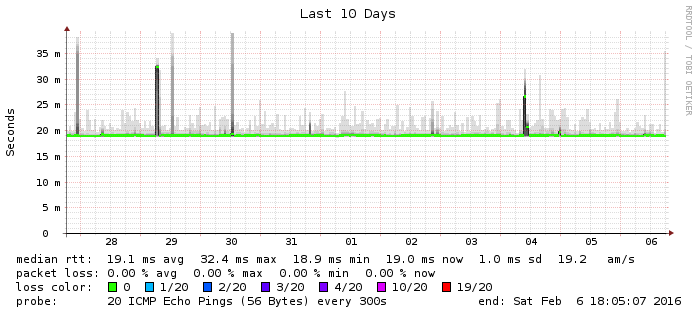 Last 10 Days
RRDTOOL / TOBI OETIKER
Seconds
35 m
30 m
25 m
20 m
15 m
10 m
5 m
0
28 29 30 31 01 02 03 04 05 06
median rtt: 19.1 ms avg 32.4 ms max 18.9 ms min 19.0 ms now 1.0 ms sd 19.2 am/s
packet loss: 0.00 % avg 0.00 % max 0.00 % min 0.00 % now
loss color: 0 1/20 2/20 3/20 4/20 10/20 19/20
probe: 20 ICMP Echo Pings (56 Bytes) every 300s end: Sat Feb 6 18:05:07 2016